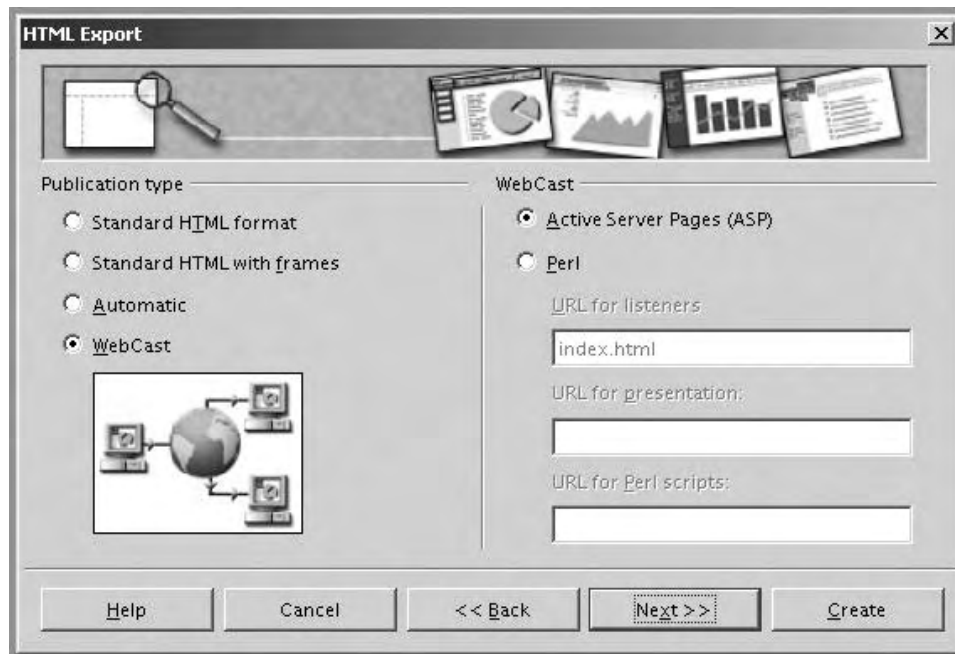 HTML Export
Publication type
Standard HTML format
Standard HTML with frames
Automatic
WebCast
WebCast
Active Server Pages (ASP)
Perl
URL for listeners
index.html
URL for presentation:
URL for Perl scripts:
Help
Cancel
<< Back
Next >>
Create